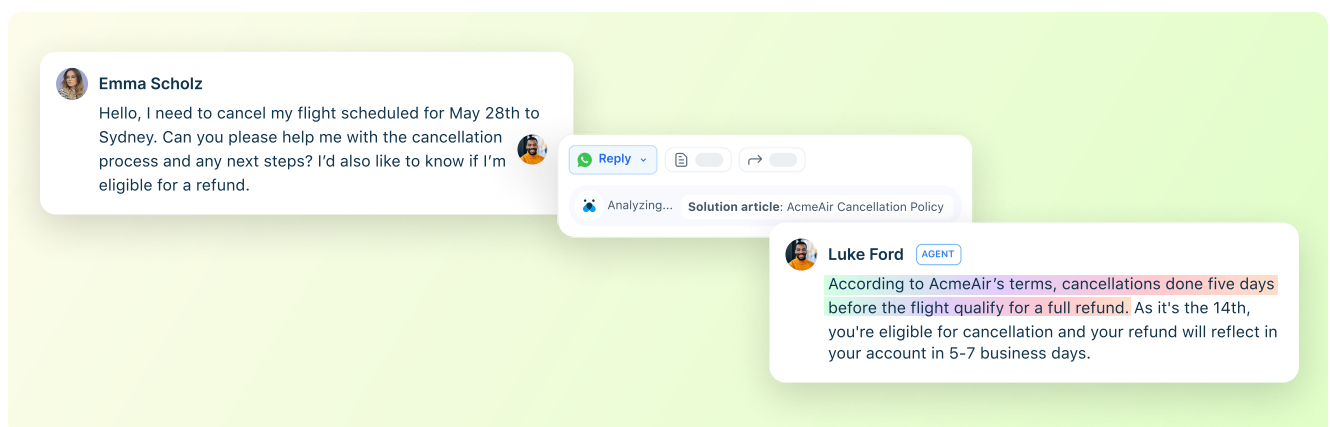 Emma Scholz
Hello, I need to cancel my flight scheduled for May 28th to
Sydney. Can you please help me with the cancellation
process and any next steps? I’d also like to know if I’m
eligible for a refund.
Reply
Analyzing... Solution article: AcmeAir Cancellation Policy
Luke Ford AGENT
According to AcmeAir’s terms, cancellations done five days
before the flight qualify for a full refund. As it's the 14th,
you're eligible for cancellation and your refund will reflect in
your account in 5-7 business days.